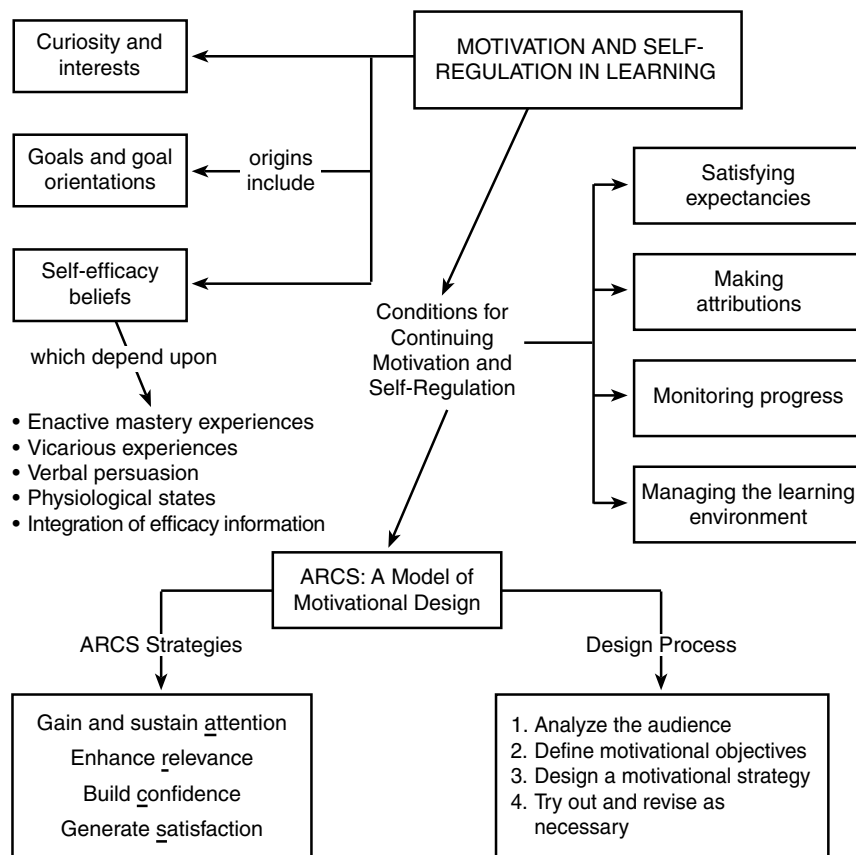 MOTIVATION AND SELF-
REGULATION IN LEARNING
Curiosity and
interests
origins
include
Goals and goal
orientations
Self-efficacy
beliefs
which depend upon
• Enactive mastery experiences
• Vicarious experiences
• Verbal persuasion
• Physiological states
• Integration of efficacy information
Conditions for
Continuing
Motivation and
Self-Regulation
Satisfying
expectancies
Making
attributions
Monitoring progress
Managing the learning
environment
ARCS: A Model of
Motivational Design
ARCS Strategies
Gain and sustain attention
Enhance relevance
Build confidence
Generate satisfaction
Design Process
1. Analyze the audience
2. Define motivational objectives
3. Design a motivational strategy
4. Try out and revise as
necessary